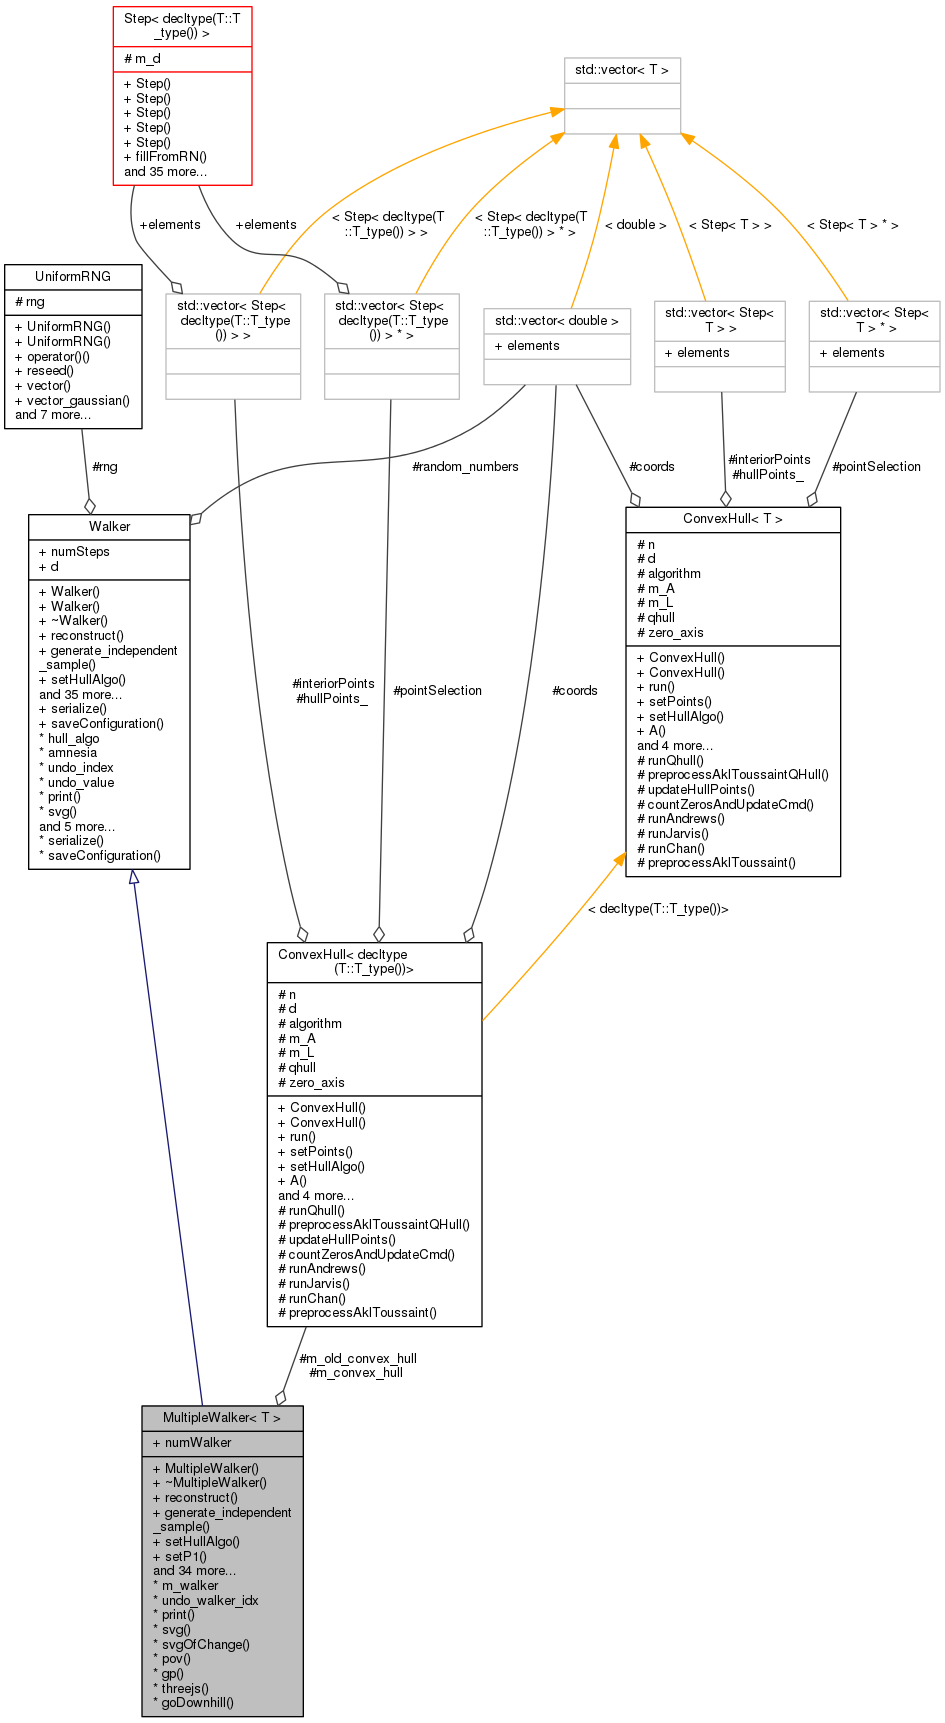 Step< decltype(T::T
_type()) >
# m_d
+ Step()
+ Step()
+ Step()
+ Step()
+ Step()
+ fillFromRN()
and 35 more...
std::vector< T >
+elements
+elements
< Step< decltype(T
::T_type()) > >
< Step< decltype(T
::T_type()) > * >
< double >
< Step< T > >
< Step< T > * >
UniformRNG
# rng
+ UniformRNG()
+ UniformRNG()
+ operator()()
+ reseed()
+ vector()
+ vector_gaussian()
and 7 more...
std::vector< Step<
decltype(T::T_type
()) > >
std::vector< Step<
decltype(T::T_type
()) > * >
std::vector< double >
+ elements
std::vector< Step<
T > >
+ elements
std::vector< Step<
T > * >
+ elements
#rng
#random_numbers
#coords
#interiorPoints
#hullPoints_
#pointSelection
Walker
+ numSteps
+ d
+ Walker()
+ Walker()
+ ~Walker()
+ reconstruct()
+ generate_independent
_sample()
+ setHullAlgo()
and 35 more...
+ serialize()
+ saveConfiguration()
* hull_algo
* amnesia
* undo_index
* undo_value
* print()
* svg()
and 5 more...
* serialize()
* saveConfiguration()
ConvexHull< T >
# n
# d
# algorithm
# m_A
# m_L
# qhull
# zero_axis
+ ConvexHull()
+ ConvexHull()
+ run()
+ setPoints()
+ setHullAlgo()
+ A()
and 4 more...
# runQhull()
# preprocessAklToussaintQHull()
# updateHullPoints()
# countZerosAndUpdateCmd()
# runAndrews()
# runJarvis()
# runChan()
# preprocessAklToussaint()
#interiorPoints
#hullPoints_
#pointSelection
#coords
< decltype(T::T_type())>
ConvexHull< decltype
(T::T_type())>
# n
# d
# algorithm
# m_A
# m_L
# qhull
# zero_axis
+ ConvexHull()
+ ConvexHull()
+ run()
+ setPoints()
+ setHullAlgo()
+ A()
and 4 more...
# runQhull()
# preprocessAklToussaintQHull()
# updateHullPoints()
# countZerosAndUpdateCmd()
# runAndrews()
# runJarvis()
# runChan()
# preprocessAklToussaint()
#m_old_convex_hull
#m_convex_hull
MultipleWalker< T >
+ numWalker
+ MultipleWalker()
+ ~MultipleWalker()
+ reconstruct()
+ generate_independent
_sample()
+ setHullAlgo()
+ setP1()
and 34 more...
* m_walker
* undo_walker_idx
* print()
* svg()
* svgOfChange()
* pov()
* gp()
* threejs()
* goDownhill()